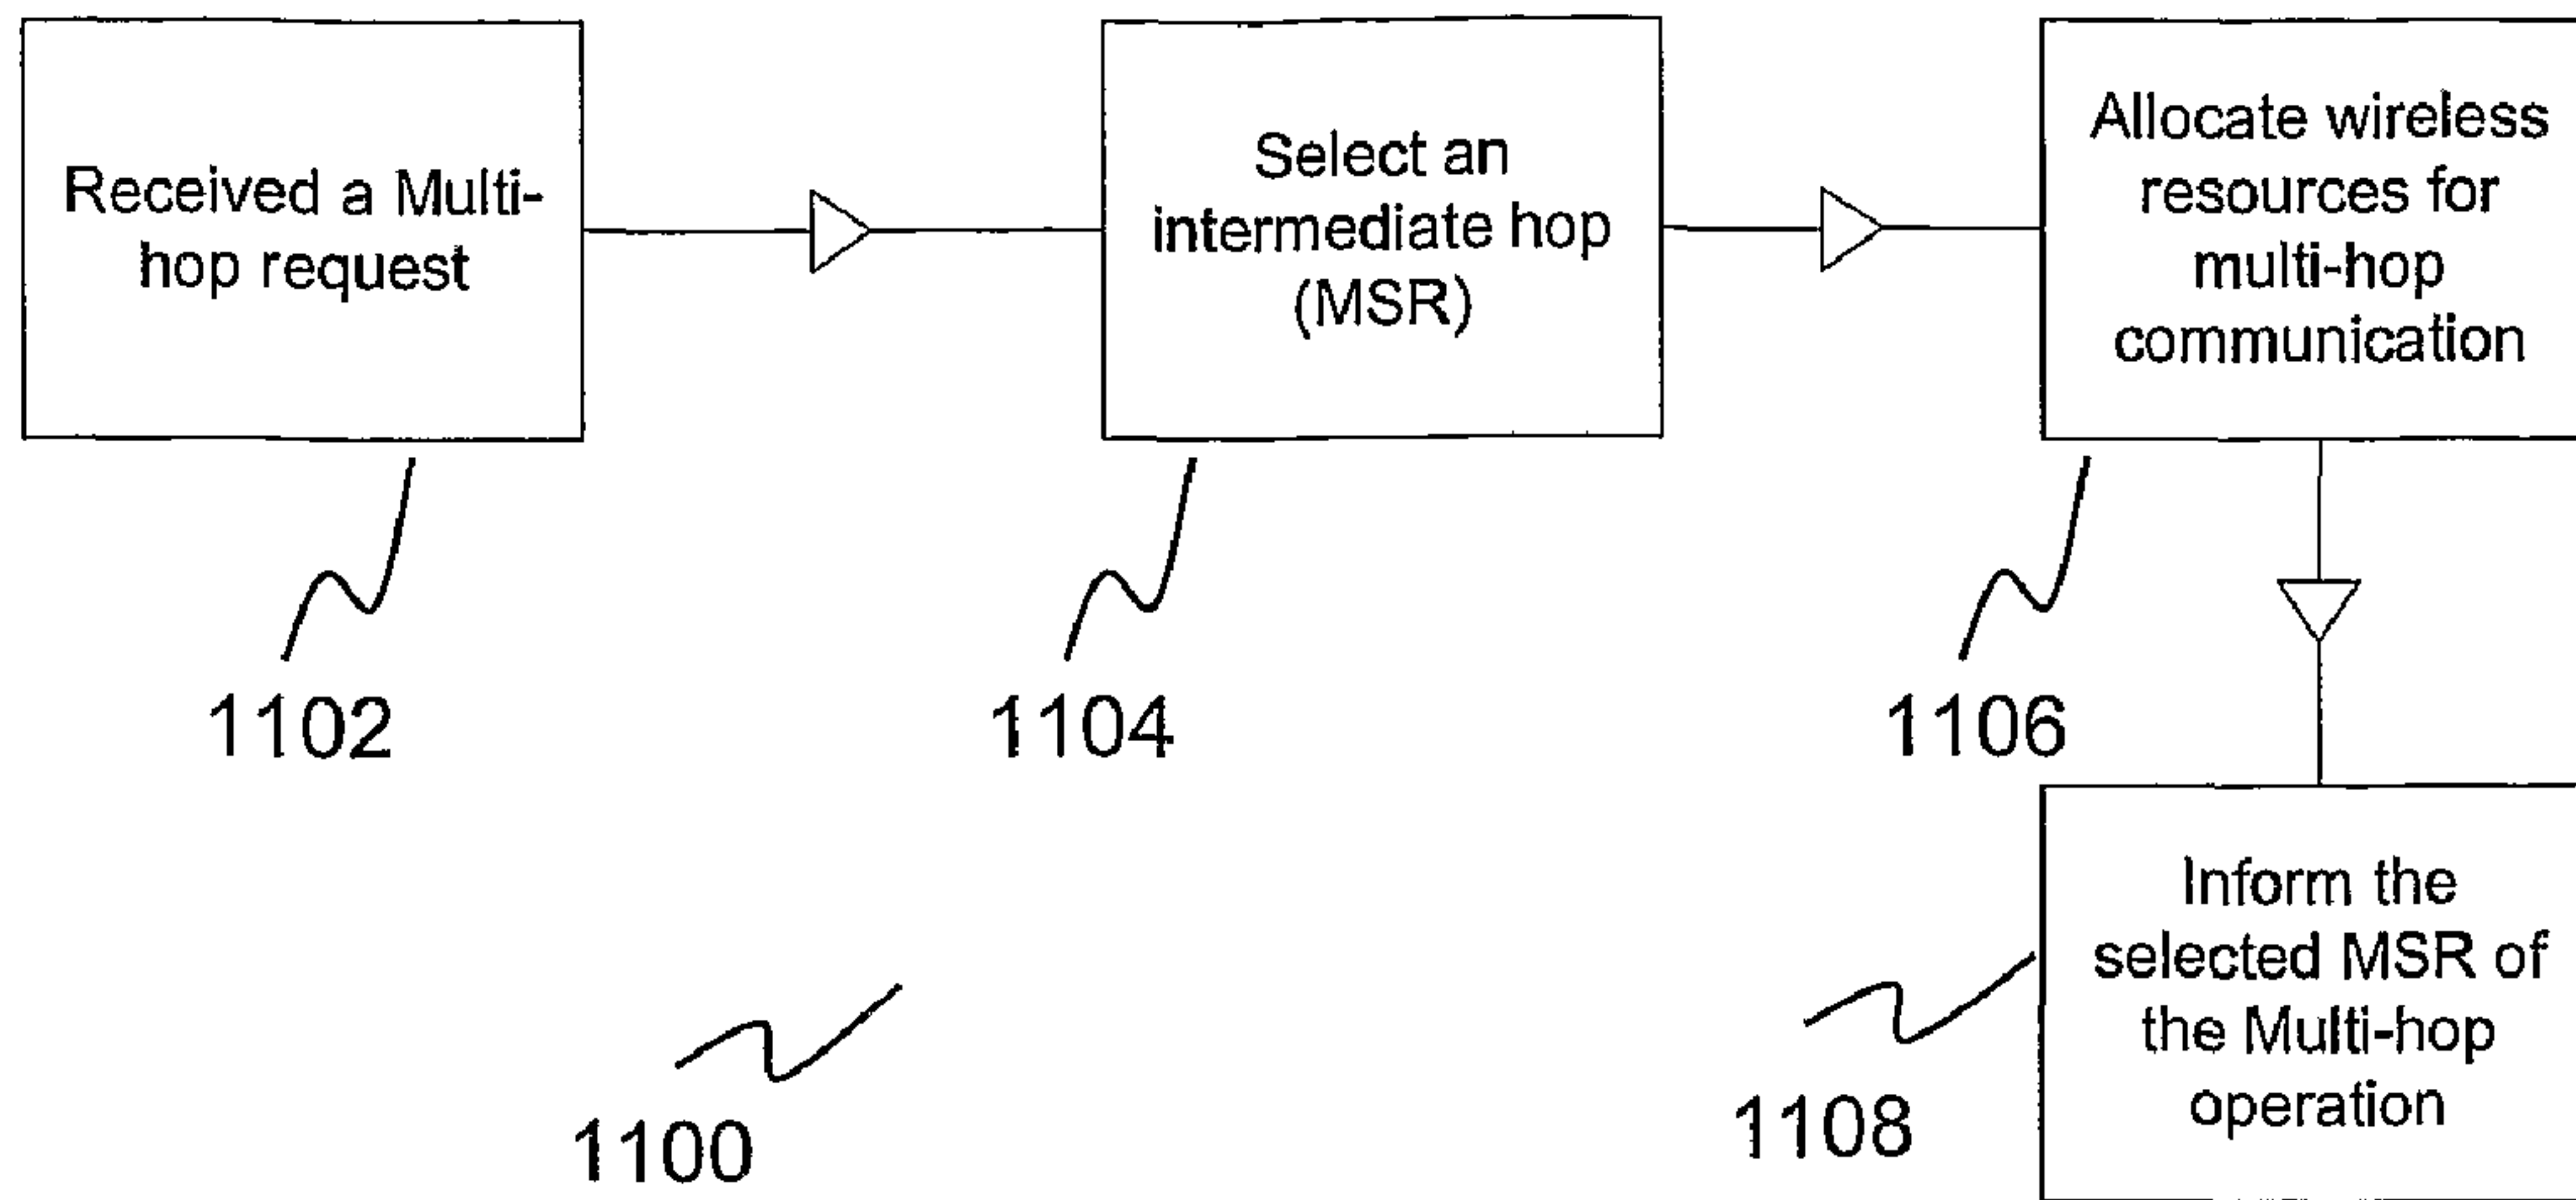 Received a Multi-
hop request
Select an
intermediate hop
(MSR)
Allocate wireless
resources for
multi-hop
communication
1102
1104
1106
Inform the
selected MSR of
the Multi-hop
operation
1100
1108